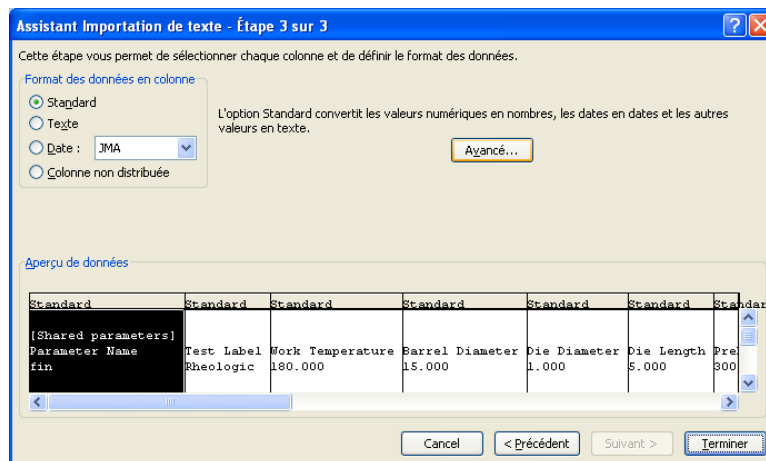 Assistant Importation de texte - Étape 3 sur 3
Cette étape vous permet de sélectionner chaque colonne et de définir le format des données.
Format des données en colonne
Standard
Texte
Date : JMA
Colonne non distribuée
L'option Standard convertit les valeurs numériques en nombres, les dates en dates et les autres
valeurs en texte.
Avancé...
Aperçu de données
Standard Standard Standard Standard Standard Standard Standar
[Shared parameters]
Parameter Name Test Label Work Temperature Barrel Diameter Die Diameter Die Length Pre
fin Rheologic 180.000 15.000 1.000 5.000 300
Cancel < Précédent Suivant > Terminer